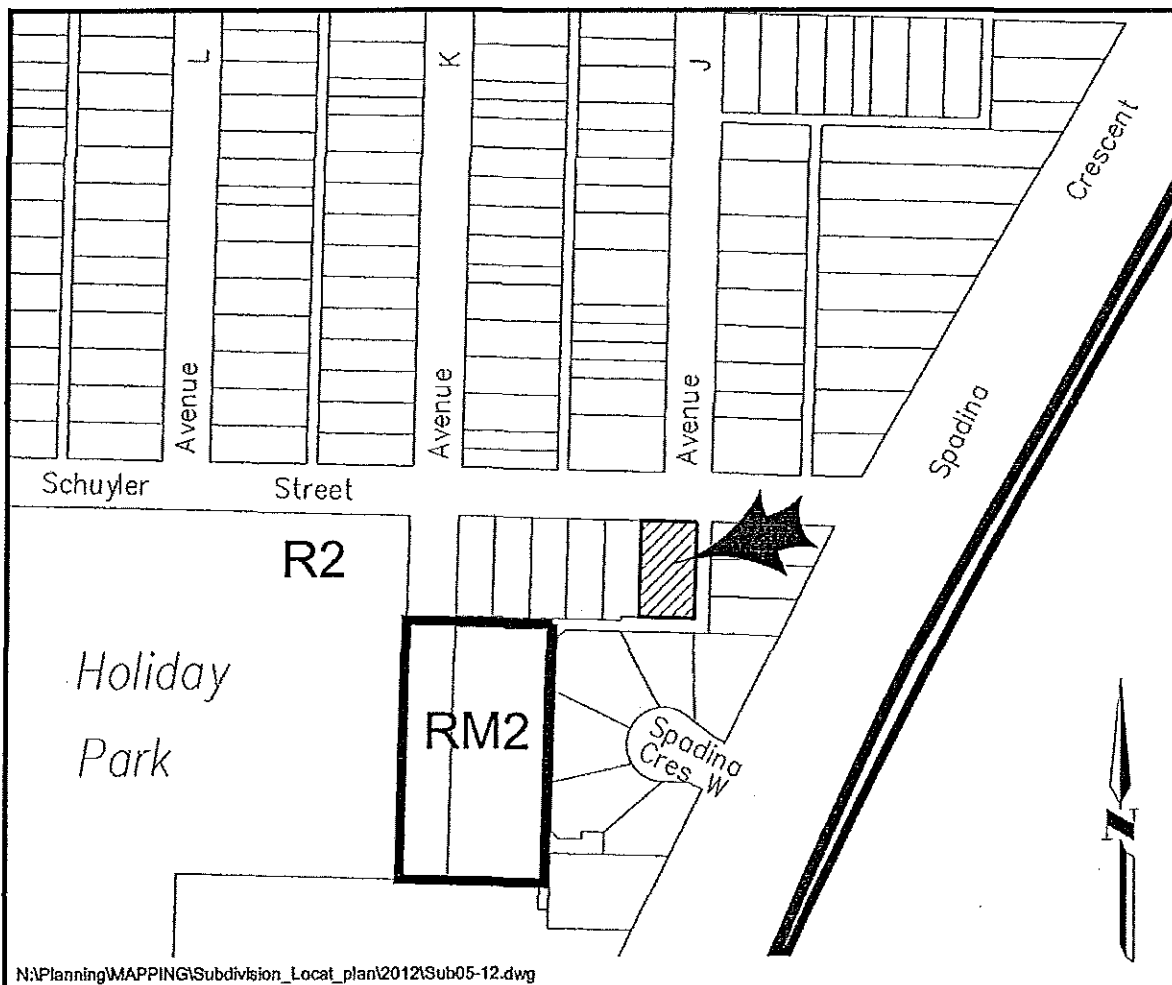 L
K
J
Crescent
Avenue
Avenue
Avenue
Spadina
Schuyler Street
R2
Holiday
Park
RM2
Spadina
Cres W
N
N:\Planning\MAPPING\Subdivision_Locat_plan\2012\Sub05-12.dwg